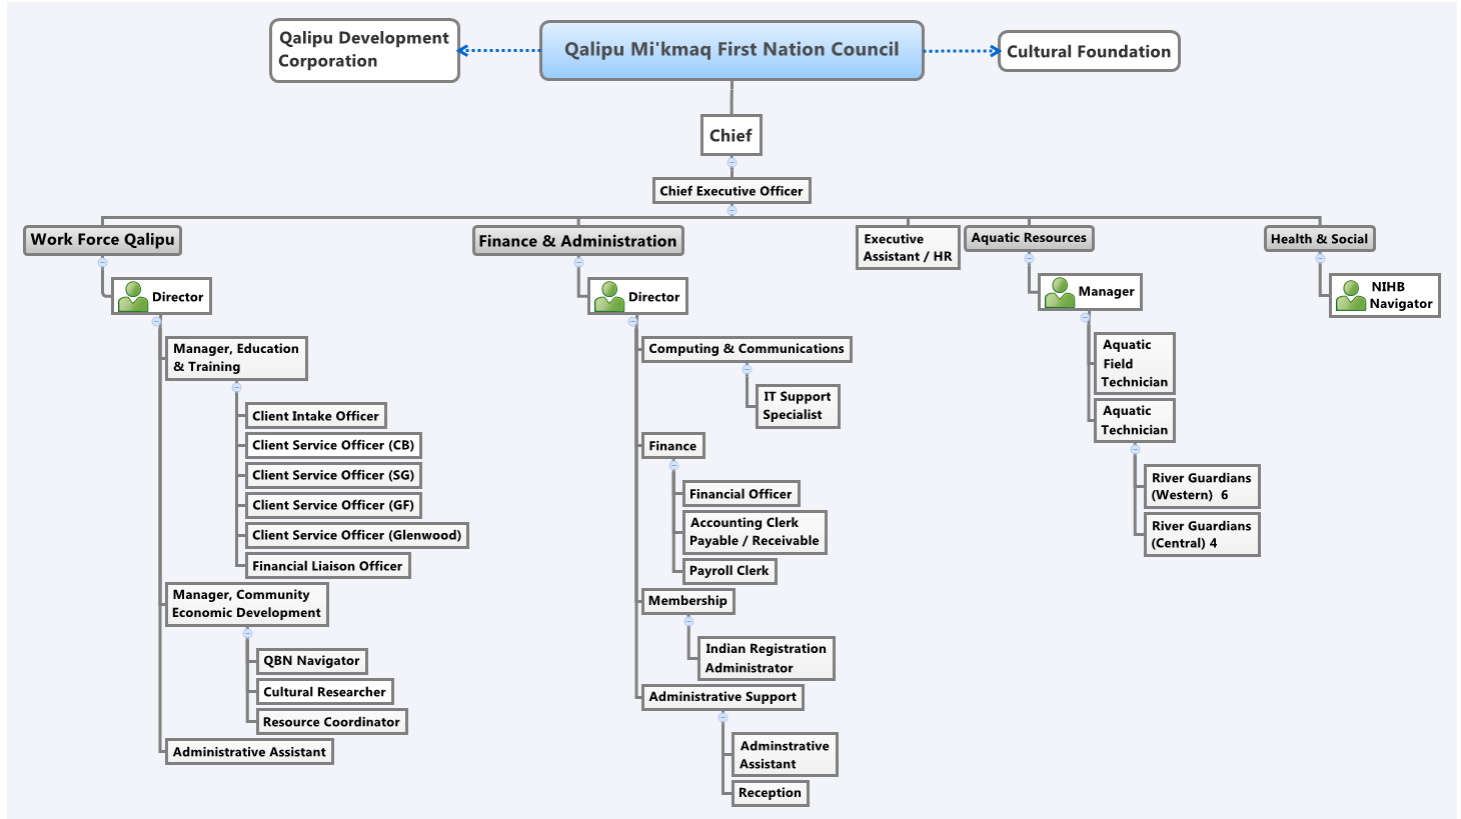 Qalipu Development
Corporation
Qalipu Mi'kmaq First Nation Council
Cultural Foundation
Chief
Chief Executive Officer
Work Force Qalipu
Director
Manager, Education
& Training
Client Intake Officer
Client Service Officer (CB)
Client Service Officer (SG)
Client Service Officer (GF)
Client Service Officer (Glenwood)
Financial Liaison Officer
Manager, Community
Economic Development
QBN Navigator
Cultural Researcher
Resource Coordinator
Administrative Assistant
Finance & Administration
Director
Computing & Communications
IT Support
Specialist
Finance
Financial Officer
Accounting Clerk
Payable / Receivable
Payroll Clerk
Membership
Indian Registration
Administrator
Administrative Support
Adminstrative
Assistant
Reception
Executive
Assistant / HR
Aquatic Resources
Manager
Aquatic
Field
Technician
Aquatic
Technician
River Guardians
(Western) 6
River Guardians
(Central) 4
Health & Social
NIHB
Navigator